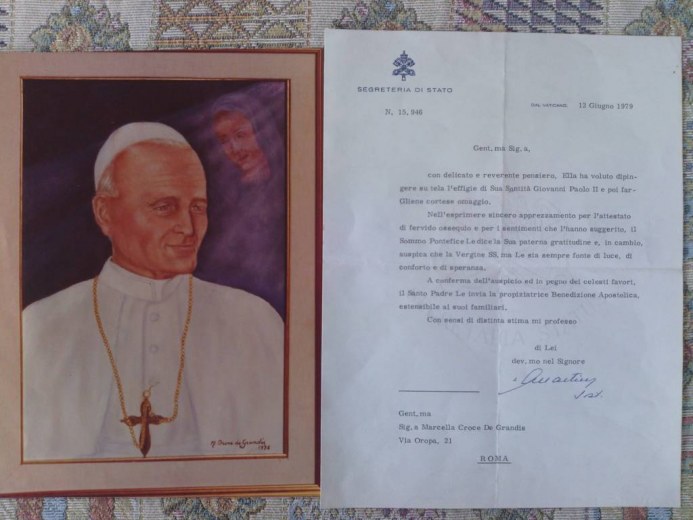 M. Croce de Grandis
1979
SEGRETERIA DI STATO
N. 15,946
DAL VATICANO, 12 Giugno 1979
Gent.ma Sig.a,
con delicato e reverente pensiero, Ella ha voluto dipin-
gere su tela l'effigie di Sua Santità Giovanni Paolo II e poi far-
Gliene cortese omaggio.
Nell'esprimere sincero apprezzamento per l'attestato
di fervido ossequio e per i sentimenti che l'hanno suggerito, il
Sommo Pontefice Le dice la Sua paterna gratitudine e, in cambio,
auspica che la Vergine SS.ma Le sia sempre fonte di luce, di
conforto e di speranza.
A conferma dell'auspicio ed in pegno dei celesti favori,
il Santo Padre Le invia la propiziatrice Benedizione Apostolica,
estensibile ai suoi familiari.
Con sensi di distinta stima mi professo
di Lei
dev.mo nel Signore
Gent.ma
Sig.a Marcella Croce De Grandis
Via Oropa, 21
ROMA